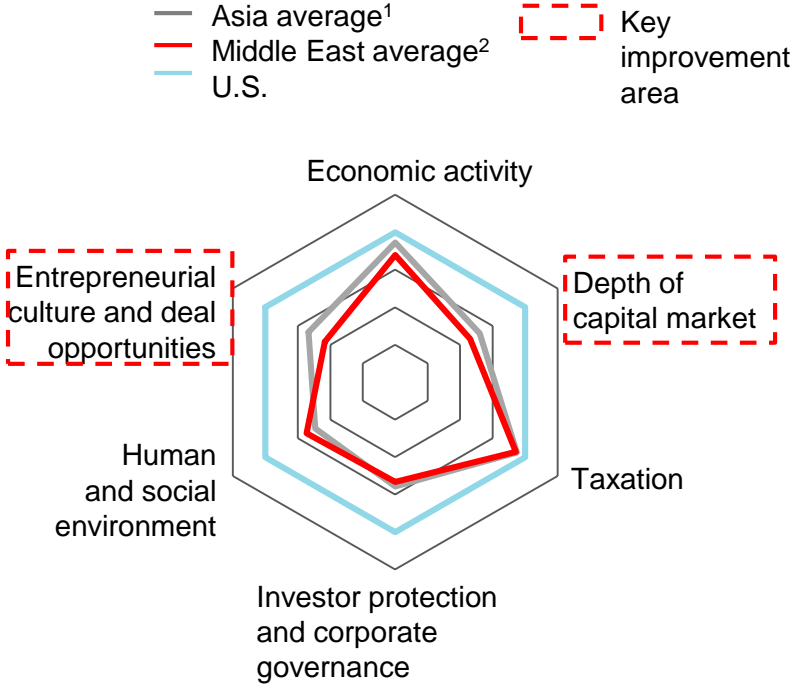 Asia average¹
Middle East average²
U.S.
Key
improvement
area
Economic activity
Entrepreneurial
culture and deal
opportunities
Depth of
capital market
Human
and social
environment
Taxation
Investor protection
and corporate
governance